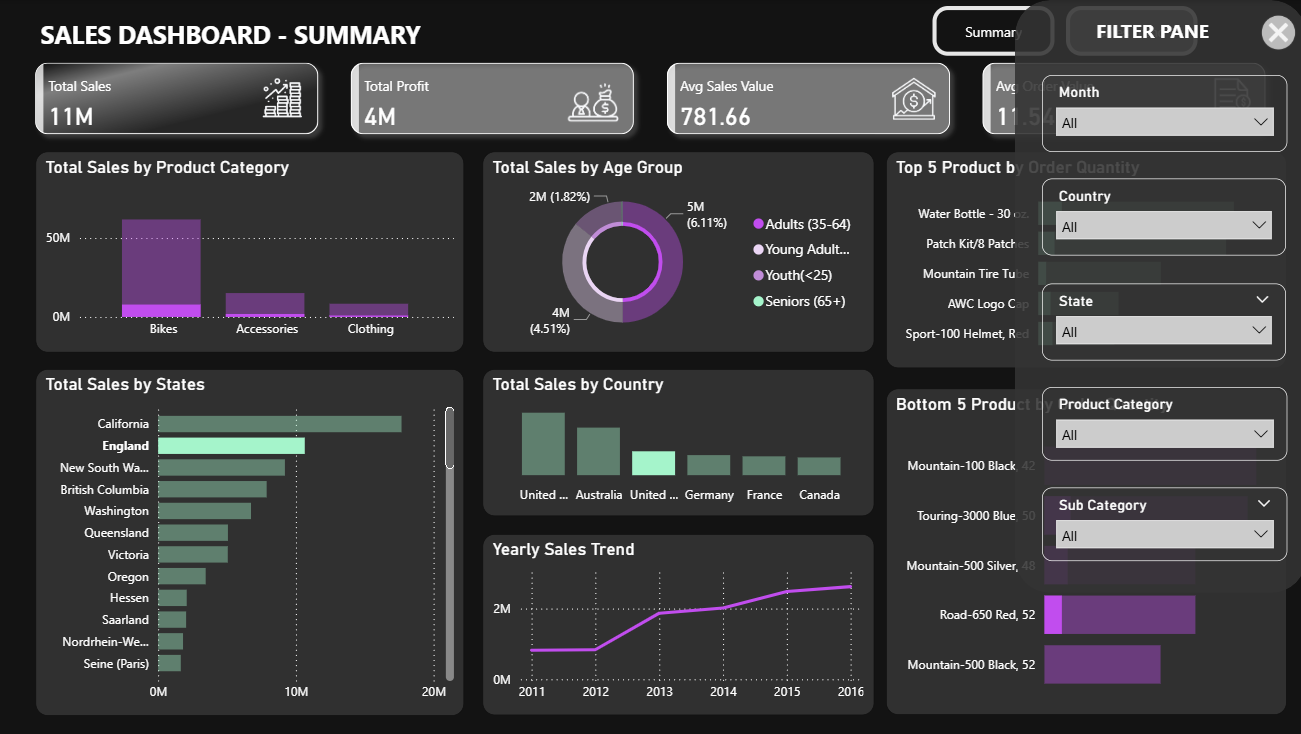 SALES DASHBOARD - SUMMARY
Summary
FILTER PANE
Total Sales
11M
Total Profit
4M
Avg Sales Value
781.66
Avg Order Value
11.54
Month
All
Country
All
State
All
Product Category
All
Sub Category
All
Total Sales by Product Category
50M
0M
Bikes
Accessories
Clothing
Total Sales by Age Group
2M (1.82%)
5M
(6.11%)
4M
(4.51%)
Adults (35-64)
Young Adult...
Youth(<25)
Seniors (65+)
Top 5 Product by Order Quantity
Water Bottle - 30 oz.
Patch Kit/8 Patches
Mountain Tire Tube
AWC Logo Cap
Sport-100 Helmet, Red
Total Sales by States
California
England
New South Wa...
British Columbia
Washington
Queensland
Victoria
Oregon
Hessen
Saarland
Nordrhein-We...
Seine (Paris)
0M
10M
20M
Total Sales by Country
United ...
Australia
United ...
Germany
France
Canada
Yearly Sales Trend
2M
0M
2011
2012
2013
2014
2015
2016
Bottom 5 Product by
Mountain-100 Black, 42
Touring-3000 Blue, 50
Mountain-500 Silver, 48
Road-650 Red, 52
Mountain-500 Black, 52